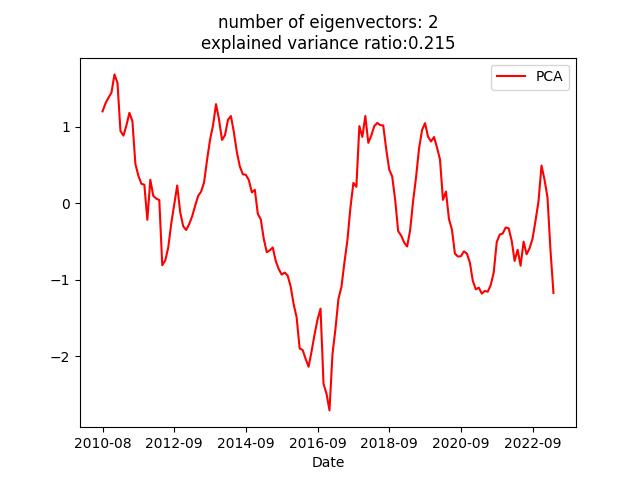 number of eigenvectors: 2
explained variance ratio:0.215
PCA
1
0
−1
−2
2010-08 2012-09 2014-09 2016-09 2018-09 2020-09 2022-09
Date